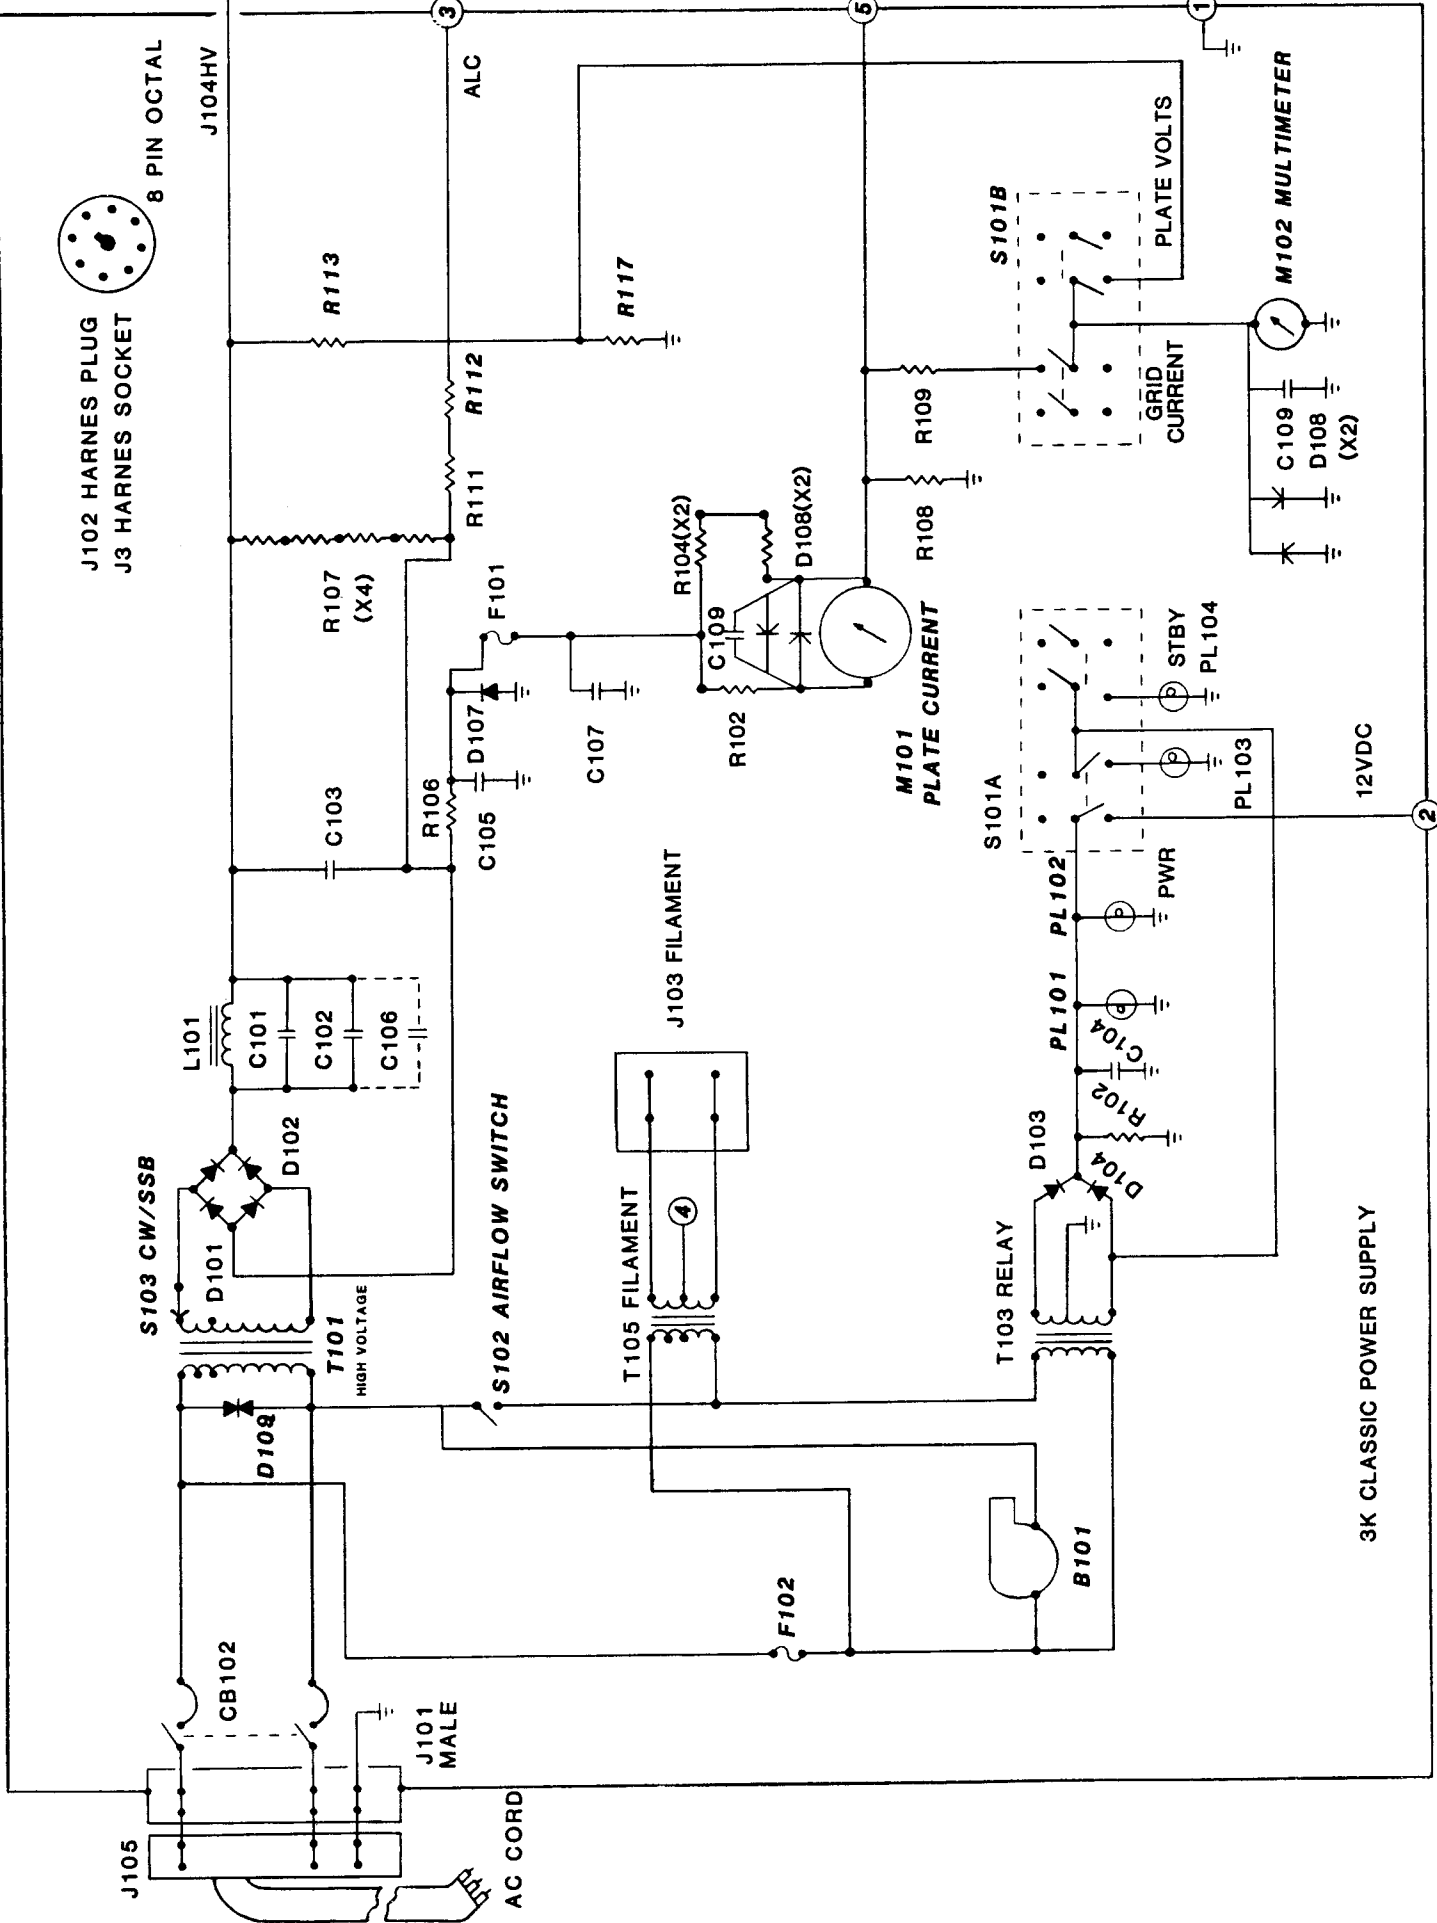 J102 HARNES PLUG
J3 HARNES SOCKET
8 PIN OCTAL
J104HV
3
ALC
5
1
R113
R117
R112
R111
R107
(X4)
F101
D107
C107
R106
C105
C103
L101
C101
C102
C106
S103 CW/SSB
D101
D102
T101
HIGH VOLTAGE
D109
CB102
J101
MALE
J105
AC CORD
S102 AIRFLOW SWITCH
T105 FILAMENT
4
J103 FILAMENT
R104(X2)
C109
D108(X2)
R102
M101
PLATE CURRENT
R108
R109
S101B
GRID
CURRENT
PLATE VOLTS
M102 MULTIMETER
C109
D108
(X2)
S101A
STBY
PL104
PL103
12VDC
2
PL102
PWR
PL101
C104
R102
D103
D104
T103 RELAY
B101
F102
3K CLASSIC POWER SUPPLY